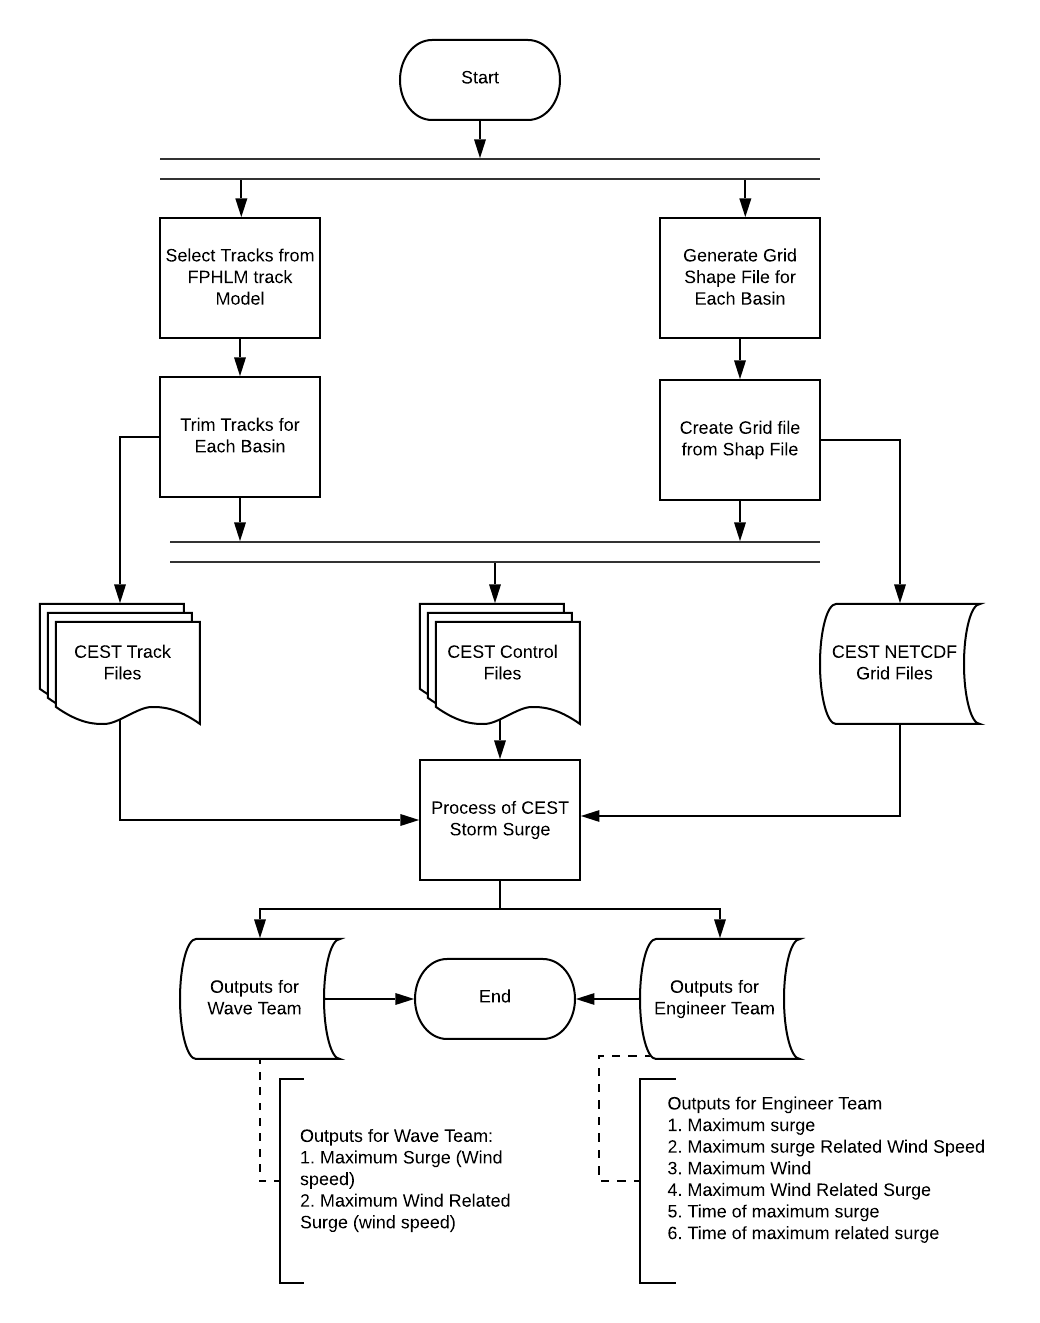 Start
Select Tracks from
FPHLM track
Model
Generate Grid
Shape File for
Each Basin
Trim Tracks for
Each Basin
Create Grid file
from Shap File
CEST Track
Files
CEST Control
Files
CEST NETCDF
Grid Files
Process of CEST
Storm Surge
Outputs for
Wave Team
End
Outputs for
Engineer Team
Outputs for Wave Team:
1. Maximum Surge (Wind
speed)
2. Maximum Wind Related
Surge (wind speed)
Outputs for Engineer Team
1. Maximum surge
2. Maximum surge Related Wind Speed
3. Maximum Wind
4. Maximum Wind Related Surge
5. Time of maximum surge
6. Time of maximum related surge